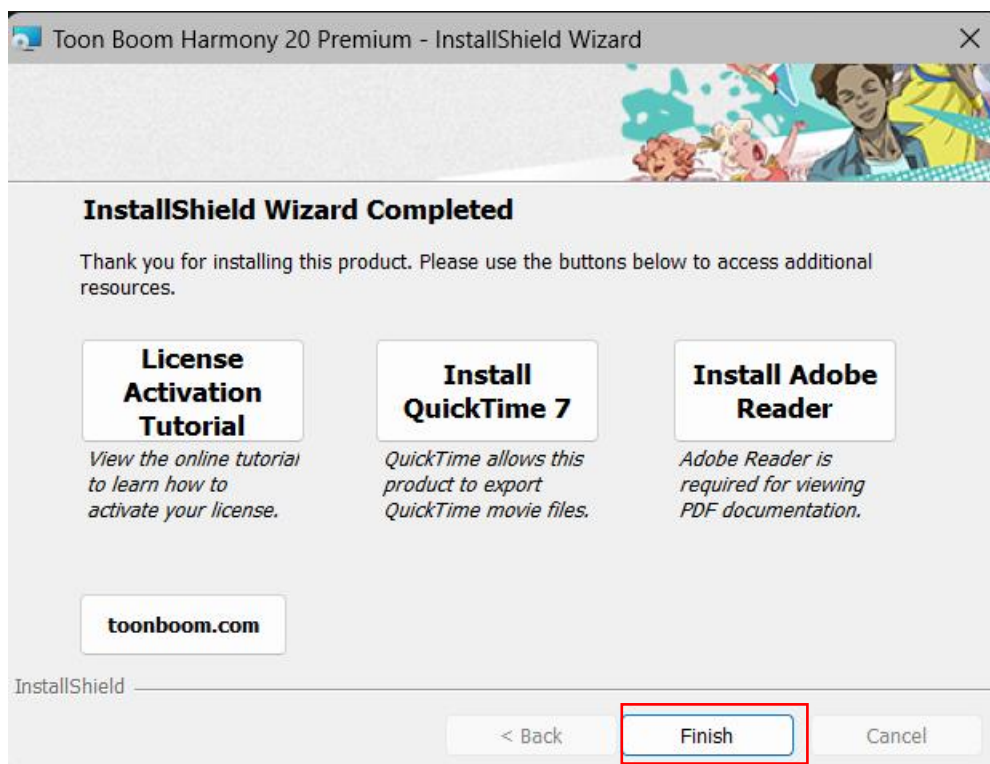 Toon Boom Harmony 20 Premium - InstallShield Wizard
InstallShield Wizard Completed
Thank you for installing this product. Please use the buttons below to access additional
resources.
License
Activation
Tutorial
View the online tutorial
to learn how to
activate your license.
Install
QuickTime 7
QuickTime allows this
product to export
QuickTime movie files.
Install Adobe
Reader
Adobe Reader is
required for viewing
PDF documentation.
toonboom.com
InstallShield
< Back
Finish
Cancel